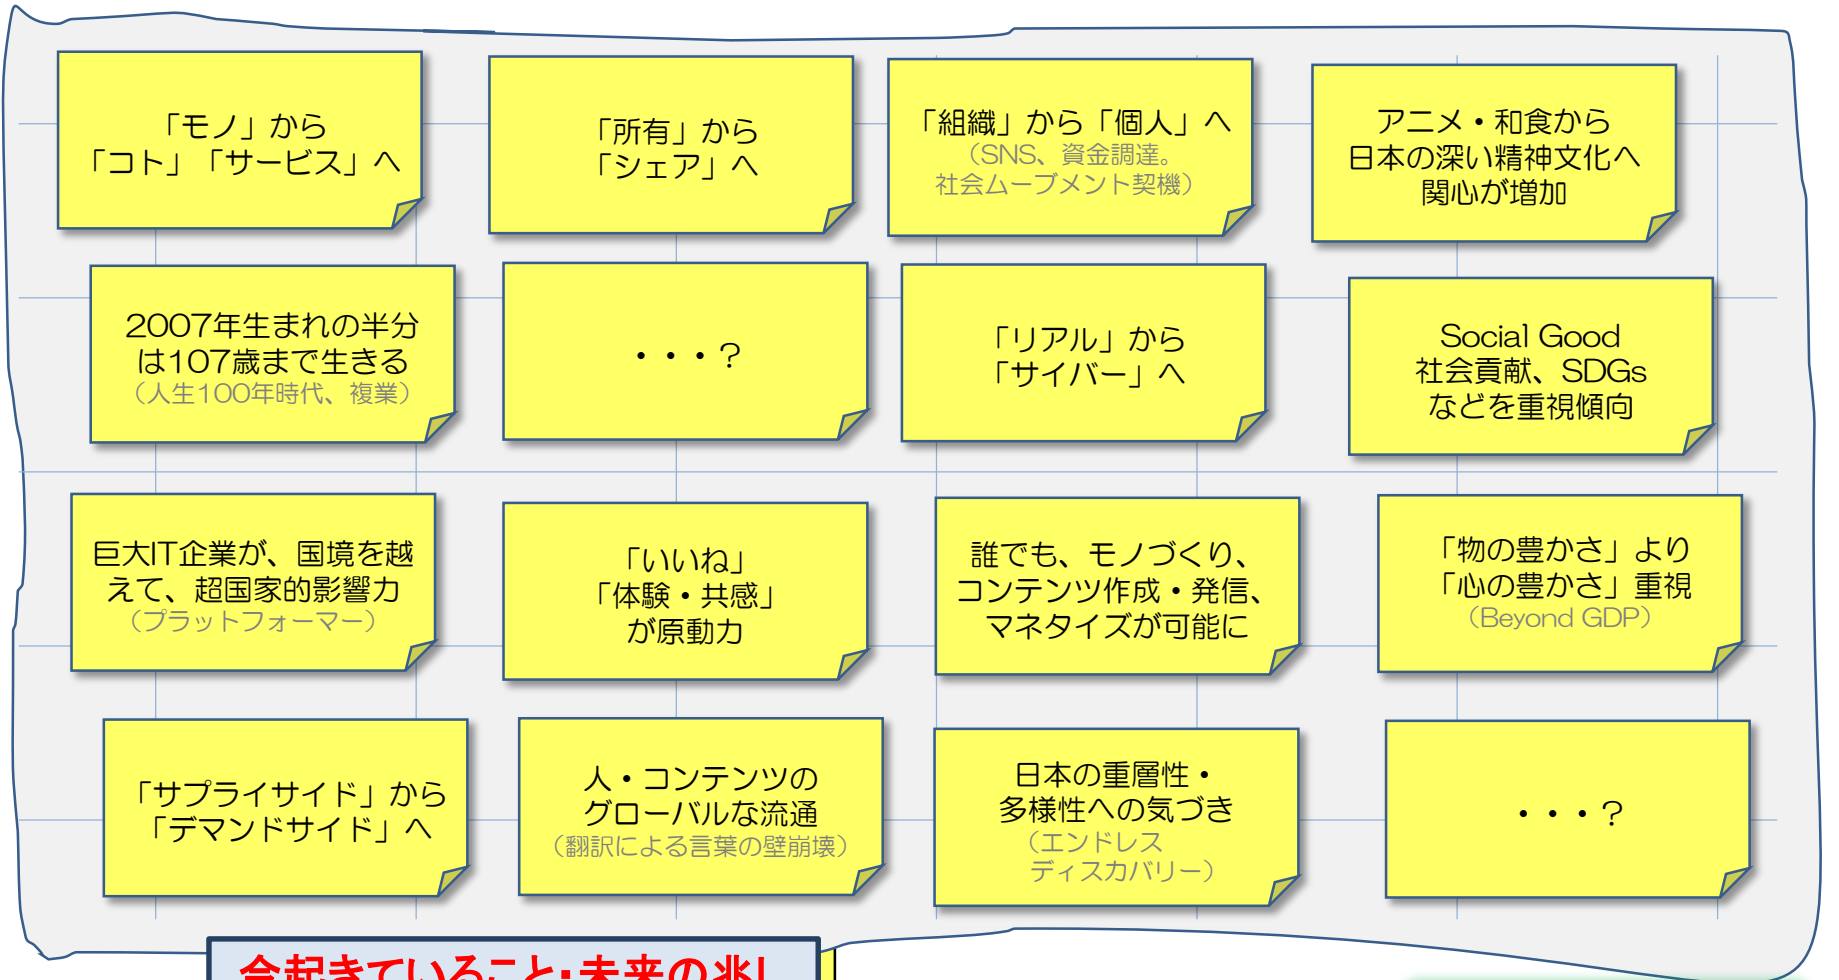 「モノ」から
「コト」「サービス」へ
「所有」から
「シェア」へ
「組織」から「個人」へ
（SNS、資金調達。
社会ムーブメント契機）
アニメ・和食から
日本の深い精神文化へ
関心が増加
2007年生まれの半分
は107歳まで生きる
（人生100年時代、複業）
・・・？
「リアル」から
「サイバー」へ
Social Good
社会貢献、SDGs
などを重視傾向
巨大IT企業が、国境を越
えて、超国家的影響力
（プラットフォーマー）
「いいね」
「体験・共感」
が原動力
誰でも、モノづくり、
コンテンツ作成・発信、
マネタイズが可能に
「物の豊かさ」より
「心の豊かさ」重視
（Beyond GDP）
「サプライサイド」から
「デマンドサイド」へ
人・コンテンツの
グローバルな流通
（翻訳による言葉の壁崩壊）
日本の重層性・
多様性への気づき
（エンドレス
ディスカバリー）
・・・？
今起きていること・未来の兆し